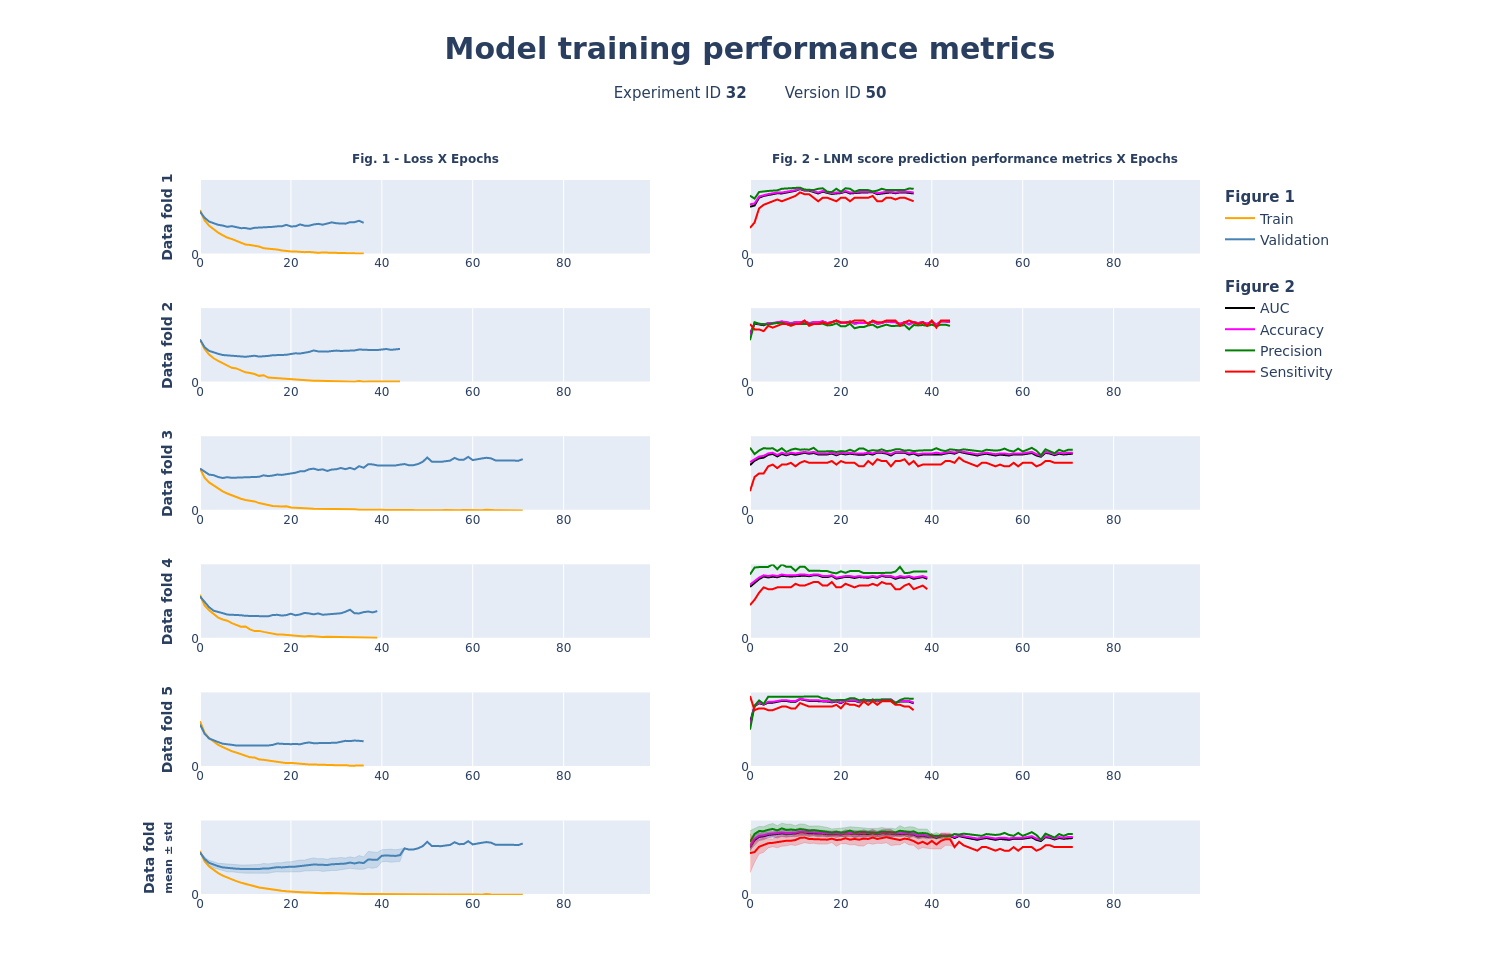 Model training performance metrics
Experiment ID 32 Version ID 50
Fig. 1 - Loss X Epochs
Fig. 2 - LNM score prediction performance metrics X Epochs
Data fold 1
0
0 20 40 60 80
0
0 20 40 60 80
Figure 1
Train
Validation
Figure 2
AUC
Accuracy
Precision
Sensitivity
Data fold 2
0
0 20 40 60 80
0
0 20 40 60 80
Data fold 3
0
0 20 40 60 80
0
0 20 40 60 80
Data fold 4
0
0 20 40 60 80
0
0 20 40 60 80
Data fold 5
0
0 20 40 60 80
0
0 20 40 60 80
Data fold
mean ± std
0
0 20 40 60 80
0
0 20 40 60 80